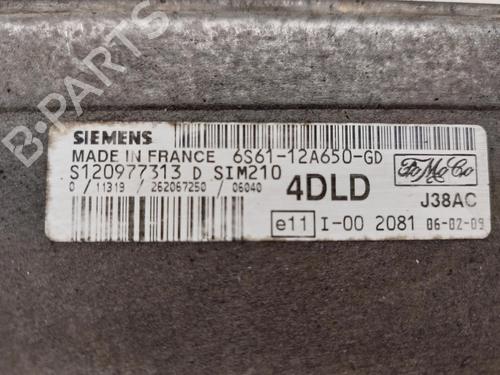 B-PARTS
SIEMENS
MADE IN FRANCE 6S61-12A650-GD
S120977313 D SIM210
0 / 11319 / 262067250 / 06040
4DLD
FoMoCo
J38AC
e11 I-00 2081 06-02-09